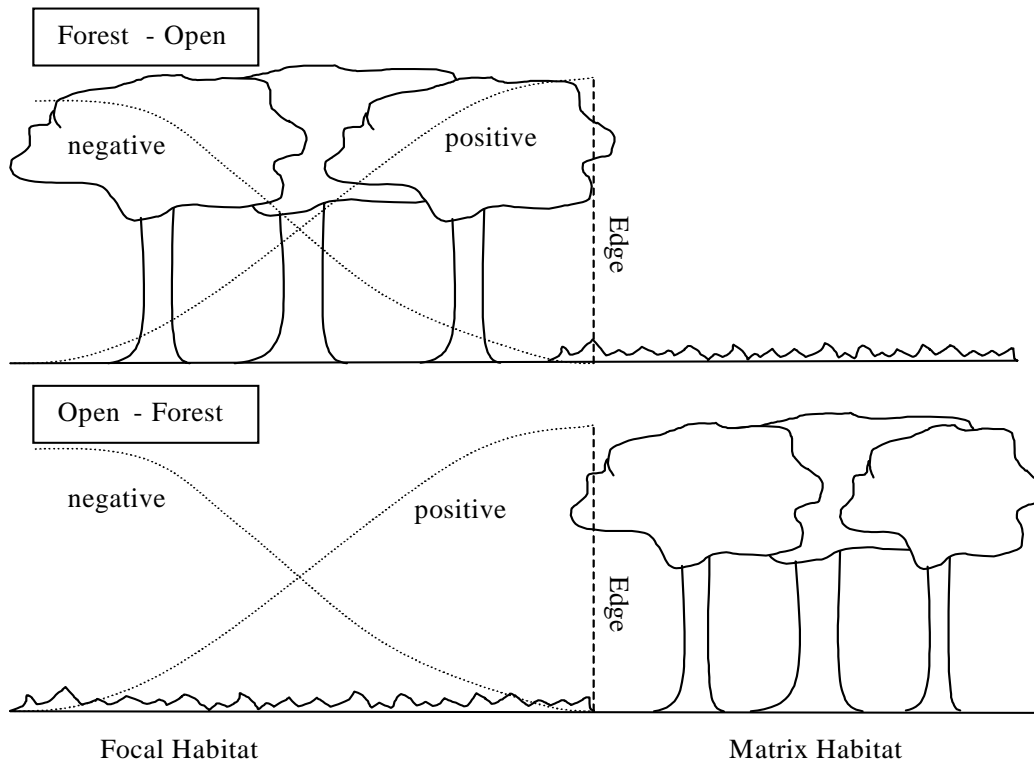 Forest - Open
negative
positive
Edge
Open - Forest
negative
positive
Edge
Focal Habitat
Matrix Habitat